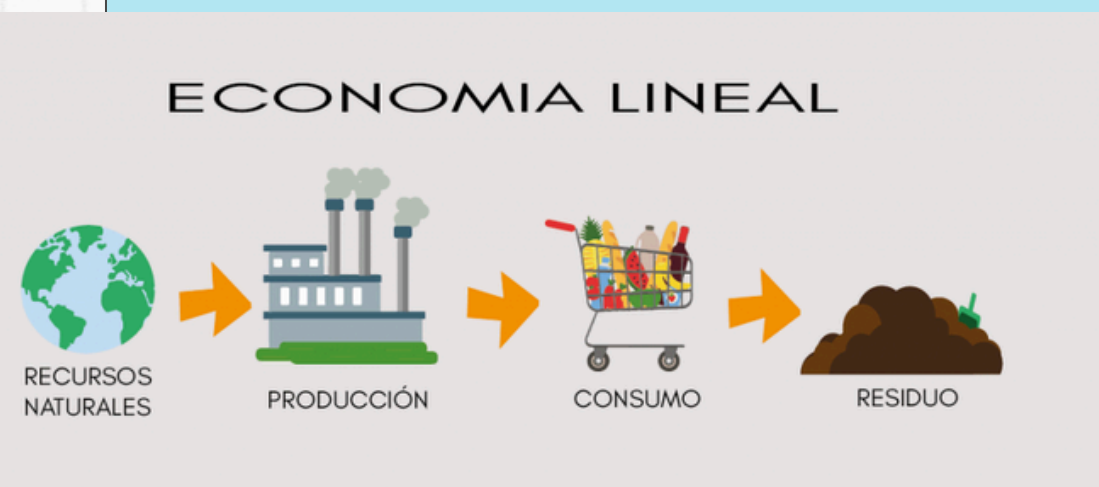 ECONOMIA LINEAL
RECURSOS
NATURALES
PRODUCCIÓN
CONSUMO
RESIDUO